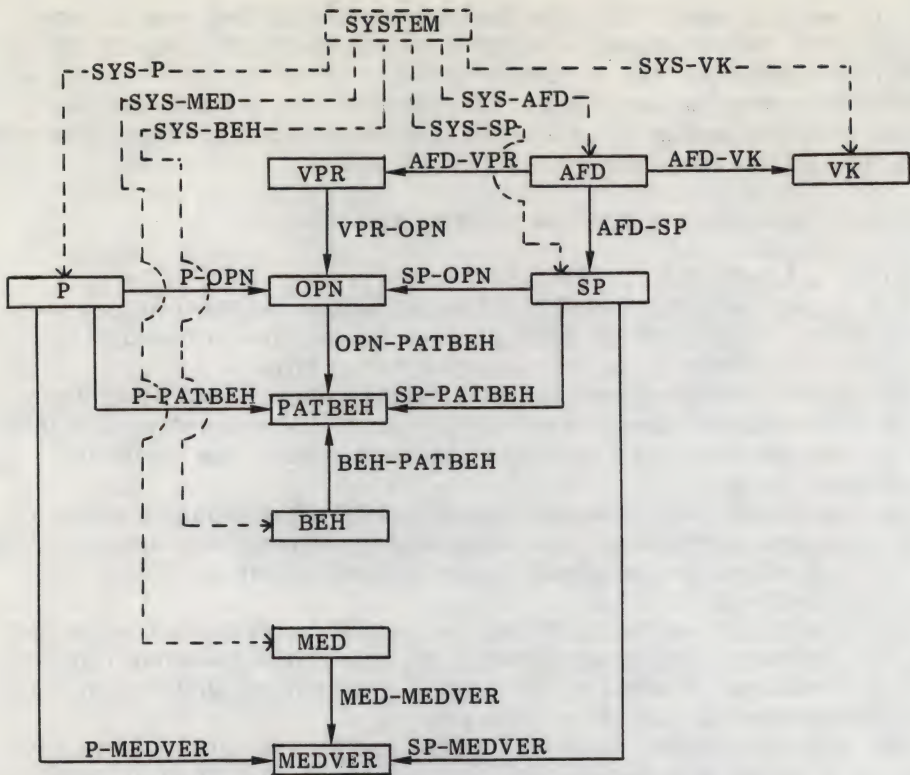 SYSTEM
SYS-P
SYS-VK
SYS-MED
SYS-AFD
SYS-BEH
SYS-SP
VPR
AFD-VPR
AFD
AFD-VK
VK
VPR-OPN
AFD-SP
P
P-OPN
OPN
SP-OPN
SP
OPN-PATBEH
P-PATBEH
PATBEH
SP-PATBEH
BEH-PATBEH
BEH
MED
MED-MEDVER
P-MEDVER
MEDVER
SP-MEDVER